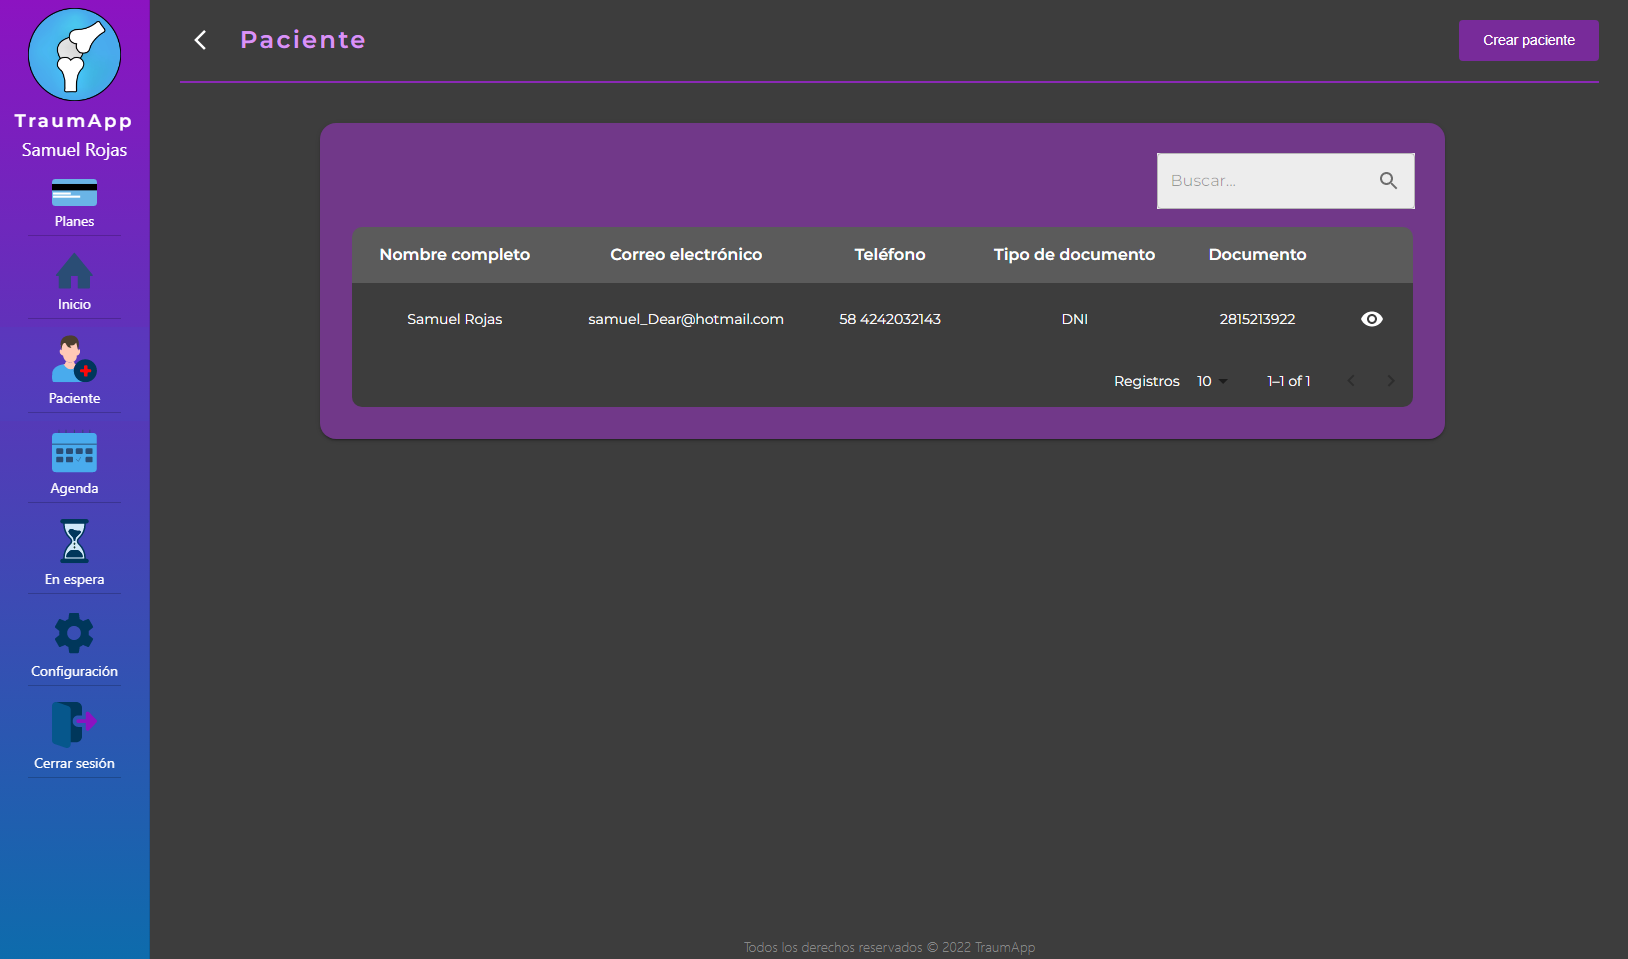 TraumApp
Samuel Rojas
Planes
Inicio
Paciente
Agenda
En espera
Configuración
Cerrar sesión
Paciente
Crear paciente
Buscar...
Nombre completo Correo electrónico Teléfono Tipo de documento Documento
Samuel Rojas samuel_Dear@hotmail.com 58 4242032143 DNI 2815213922
Registros 10 1–1 of 1
Todos los derechos reservados © 2022 TraumApp